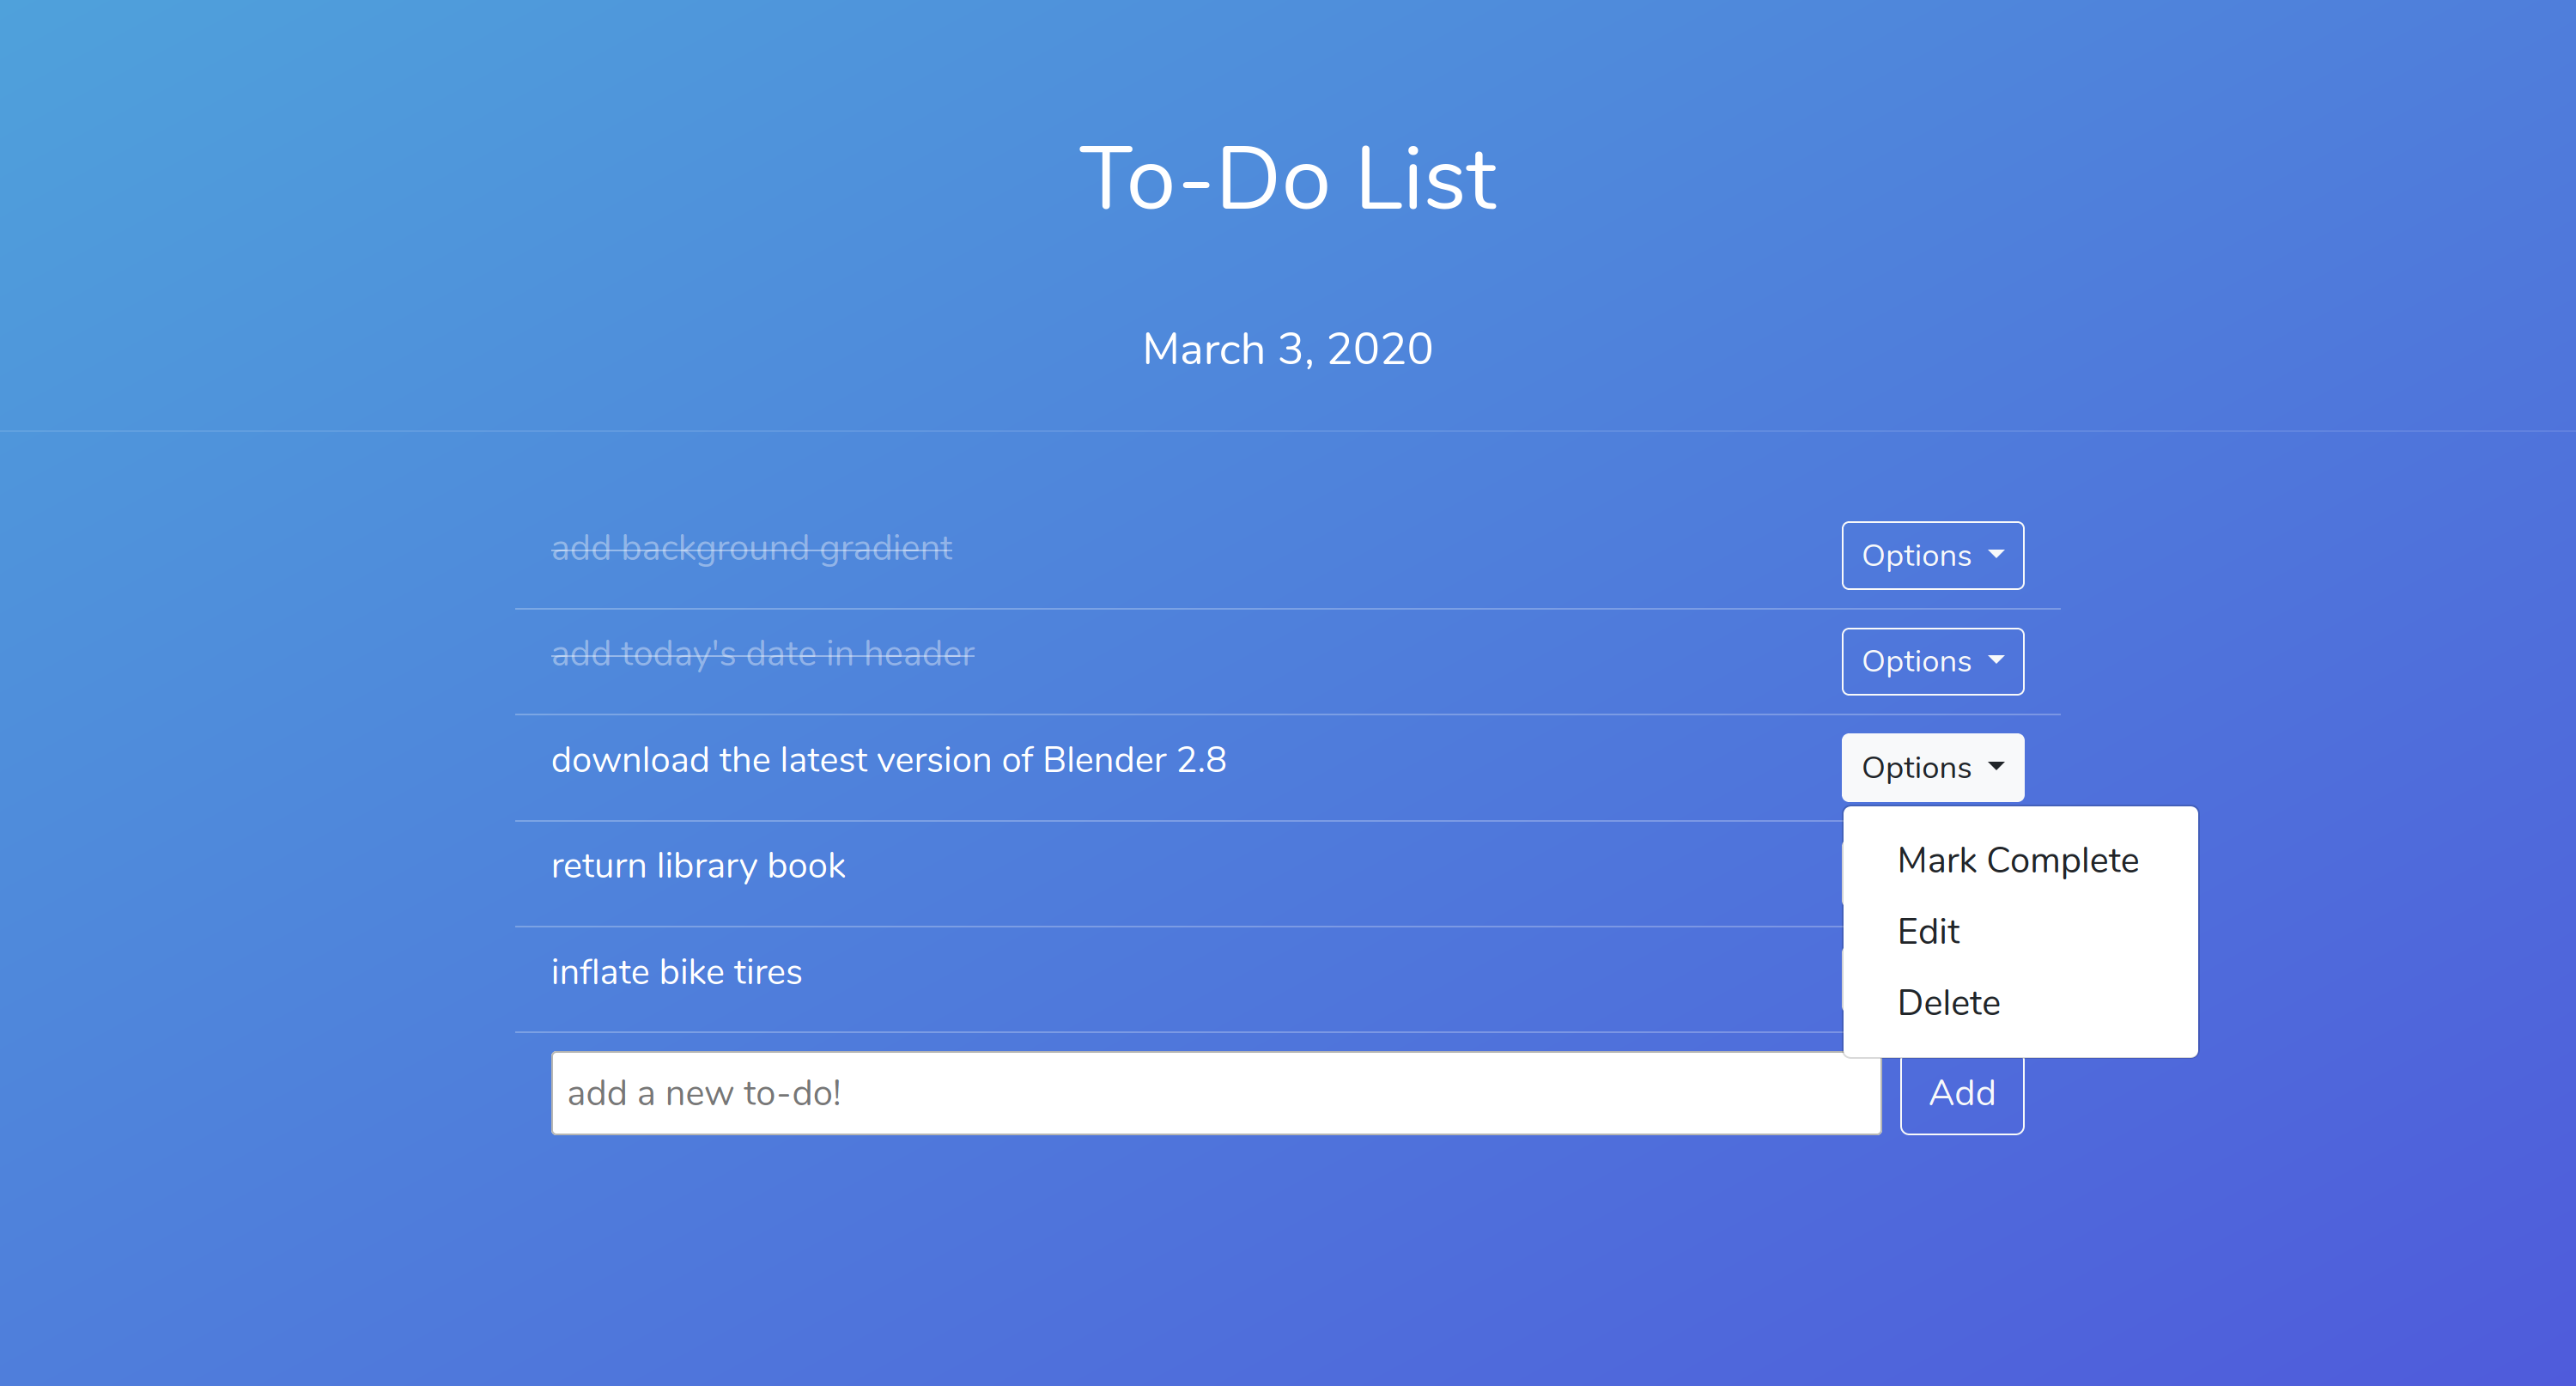 To-Do List
March 3, 2020
add background gradient
Options
add today's date in header
Options
download the latest version of Blender 2.8
Options
Mark Complete
return library book
Edit
inflate bike tires
Delete
add a new to-do!
Add